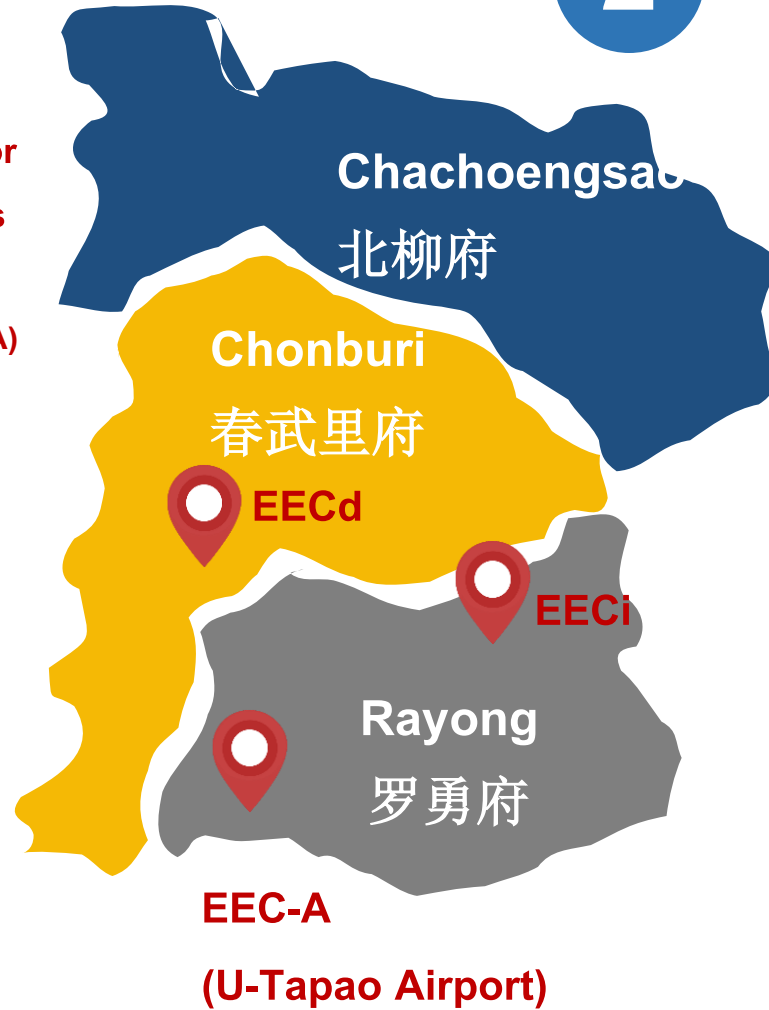 Chachoengsao
北柳府
Chonburi
春武里府
EECd
EECi
Rayong
罗勇府
EEC-A
(U-Tapao Airport)